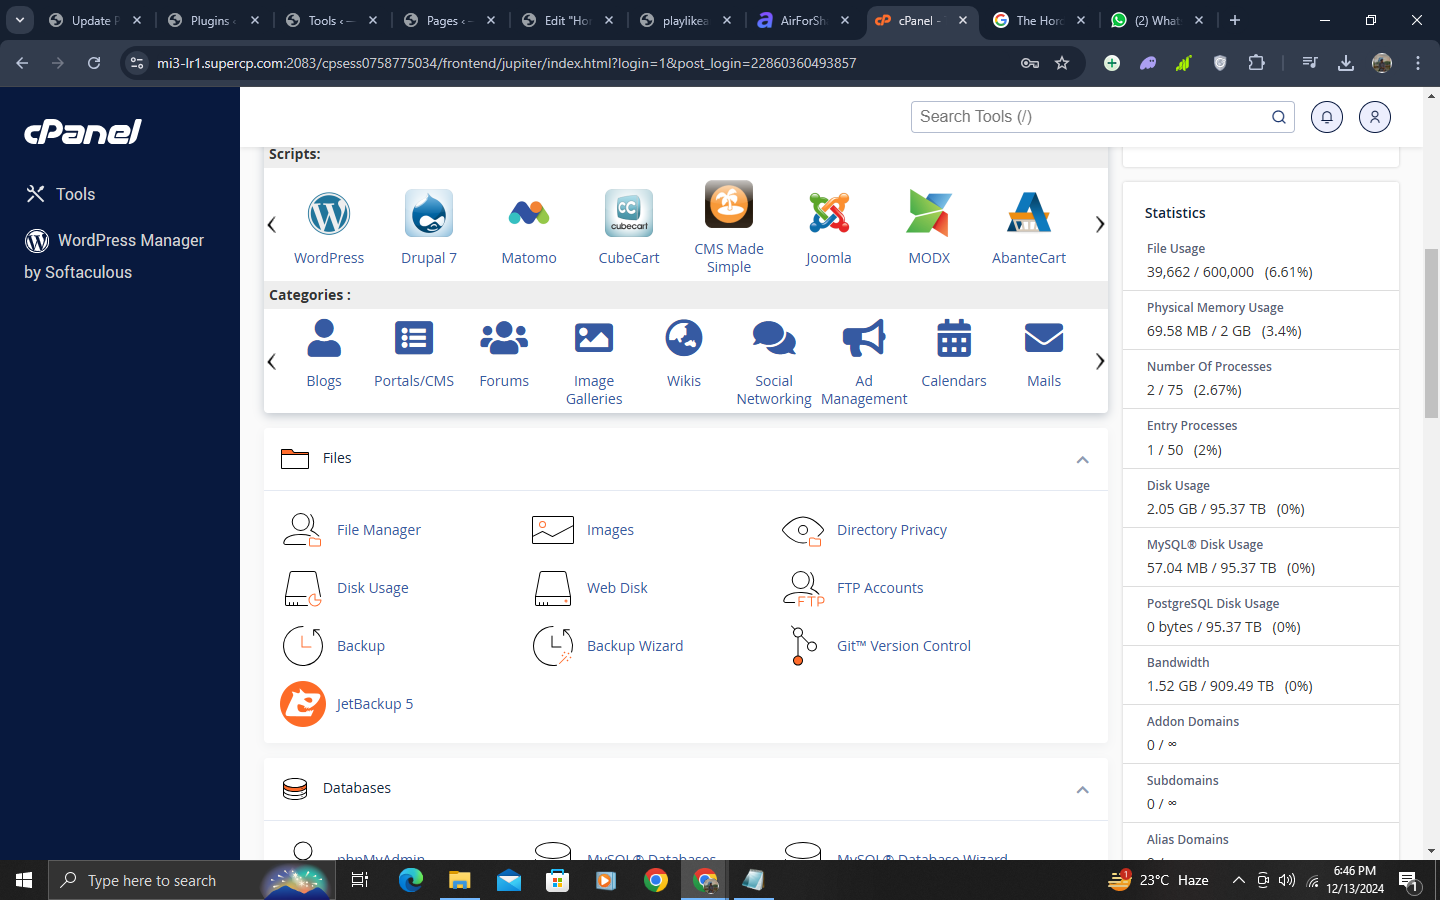 Update P
Plugins ‹
Tools ‹ —
Pages ‹ –
Edit "Ho
playlikea
AirForSh
cPanel -
The Hor
(2) What
mi3-lr1.supercp.com:2083/cpsess0758775034/frontend/jupiter/index.html?login=1&post_login=22860360493857
cPanel
Search Tools (/)
Tools
WordPress Manager
by Softaculous
Scripts:
WordPress
Drupal 7
Matomo
cubecart
CubeCart
CMS Made
Simple
Joomla
MODX
AbanteCart
Categories :
Blogs
Portals/CMS
Forums
Image
Galleries
Wikis
Social
Networking
Ad
Management
Calendars
Mails
Files
File Manager
Images
Directory Privacy
Disk Usage
Web Disk
FTP
FTP Accounts
Backup
Backup Wizard
Git™ Version Control
JetBackup 5
Databases
phpMyAdmin
MySQL® Databases
MySQL® Database Wizard
Statistics
File Usage
39,662 / 600,000 (6.61%)
Physical Memory Usage
69.58 MB / 2 GB (3.4%)
Number Of Processes
2 / 75 (2.67%)
Entry Processes
1 / 50 (2%)
Disk Usage
2.05 GB / 95.37 TB (0%)
MySQL® Disk Usage
57.04 MB / 95.37 TB (0%)
PostgreSQL Disk Usage
0 bytes / 95.37 TB (0%)
Bandwidth
1.52 GB / 909.49 TB (0%)
Addon Domains
0 / ∞
Subdomains
0 / ∞
Alias Domains
Type here to search
1
23°C Haze
6:46 PM
12/13/2024
1